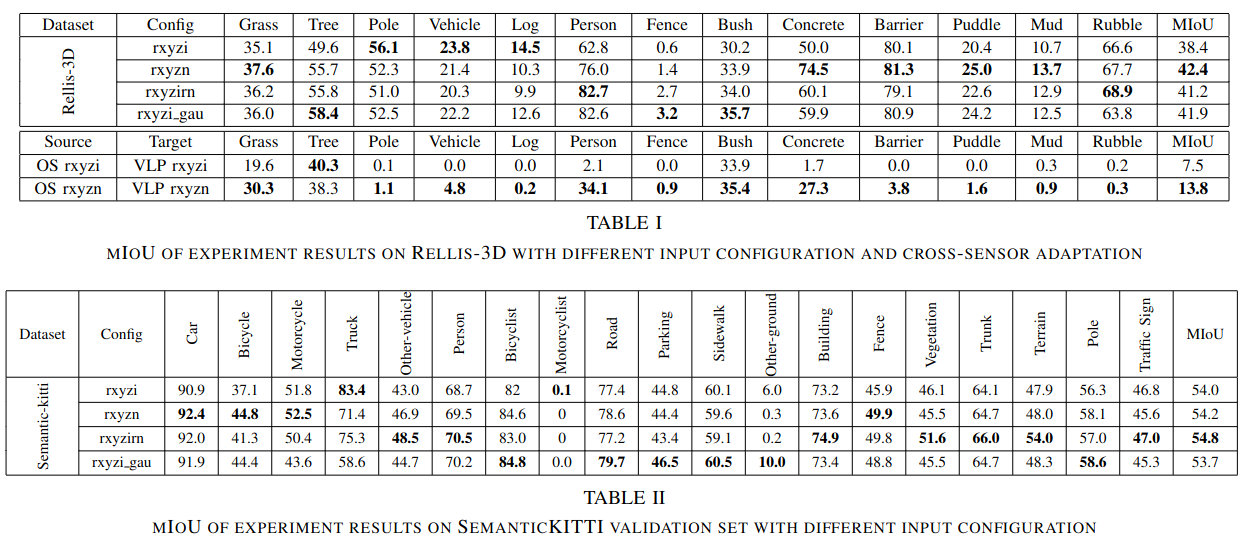 Dataset Config Grass Tree Pole Vehicle Log Person Fence Bush Concrete Barrier Puddle Mud Rubble MIoU
Rellis-3D
rxyzi 35.1 49.6 56.1 23.8 14.5 62.8 0.6 30.2 50.0 80.1 20.4 10.7 66.6 38.4
rxyzn 37.6 55.7 52.3 21.4 10.3 76.0 1.4 33.9 74.5 81.3 25.0 13.7 67.7 42.4
rxyzirn 36.2 55.8 51.0 20.3 9.9 82.7 2.7 34.0 60.1 79.1 22.6 12.9 68.9 41.2
rxyzi_gau 36.0 58.4 52.5 22.2 12.6 82.6 3.2 35.7 59.9 80.9 24.2 12.5 63.8 41.9
Source Target Grass Tree Pole Vehicle Log Person Fence Bush Concrete Barrier Puddle Mud Rubble MIoU
OS rxyzi VLP rxyzi 19.6 40.3 0.1 0.0 0.0 2.1 0.0 33.9 1.7 0.0 0.0 0.3 0.2 7.5
OS rxyzn VLP rxyzn 30.3 38.3 1.1 4.8 0.2 34.1 0.9 35.4 27.3 3.8 1.6 0.9 0.3 13.8
TABLE I
MIOU OF EXPERIMENT RESULTS ON RELLIS-3D WITH DIFFERENT INPUT CONFIGURATION AND CROSS-SENSOR ADAPTATION
Dataset Config Car Bicycle Motorcycle Truck Other-vehicle Person Bicyclist Motorcyclist Road Parking Sidewalk Other-ground Building Fence Vegetation Trunk Terrain Pole Traffic Sign MIoU
Semantic-kitti
rxyzi 90.9 37.1 51.8 83.4 43.0 68.7 82 0.1 77.4 44.8 60.1 6.0 73.2 45.9 46.1 64.1 47.9 56.3 46.8 54.0
rxyzn 92.4 44.8 52.5 71.4 46.9 69.5 84.6 0 78.6 44.4 59.6 0.3 73.6 49.9 45.5 64.7 48.0 58.1 45.6 54.2
rxyzirn 92.0 41.3 50.4 75.3 48.5 70.5 83.0 0 77.2 43.4 59.1 0.2 74.9 49.8 51.6 66.0 54.0 57.0 47.0 54.8
rxyzi_gau 91.9 44.4 43.6 58.6 44.7 70.2 84.8 0.0 79.7 46.5 60.5 10.0 73.4 48.8 45.5 64.7 48.3 58.6 45.3 53.7
TABLE II
MIOU OF EXPERIMENT RESULTS ON SEMANTICKITTI VALIDATION SET WITH DIFFERENT INPUT CONFIGURATION